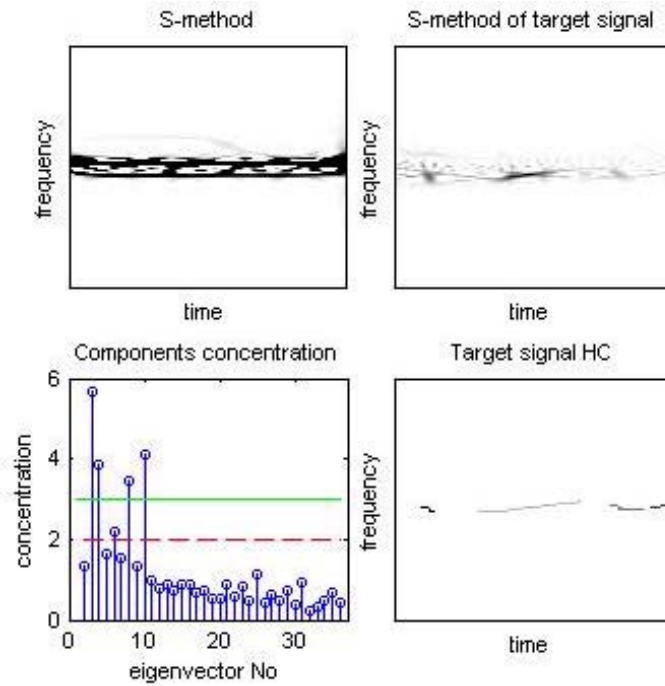 S-method
frequency
time
S-method of target signal
frequency
time
Components concentration
concentration
6
4
2
0
0 10 20 30
eigenvector No
Target signal HC
frequency
time